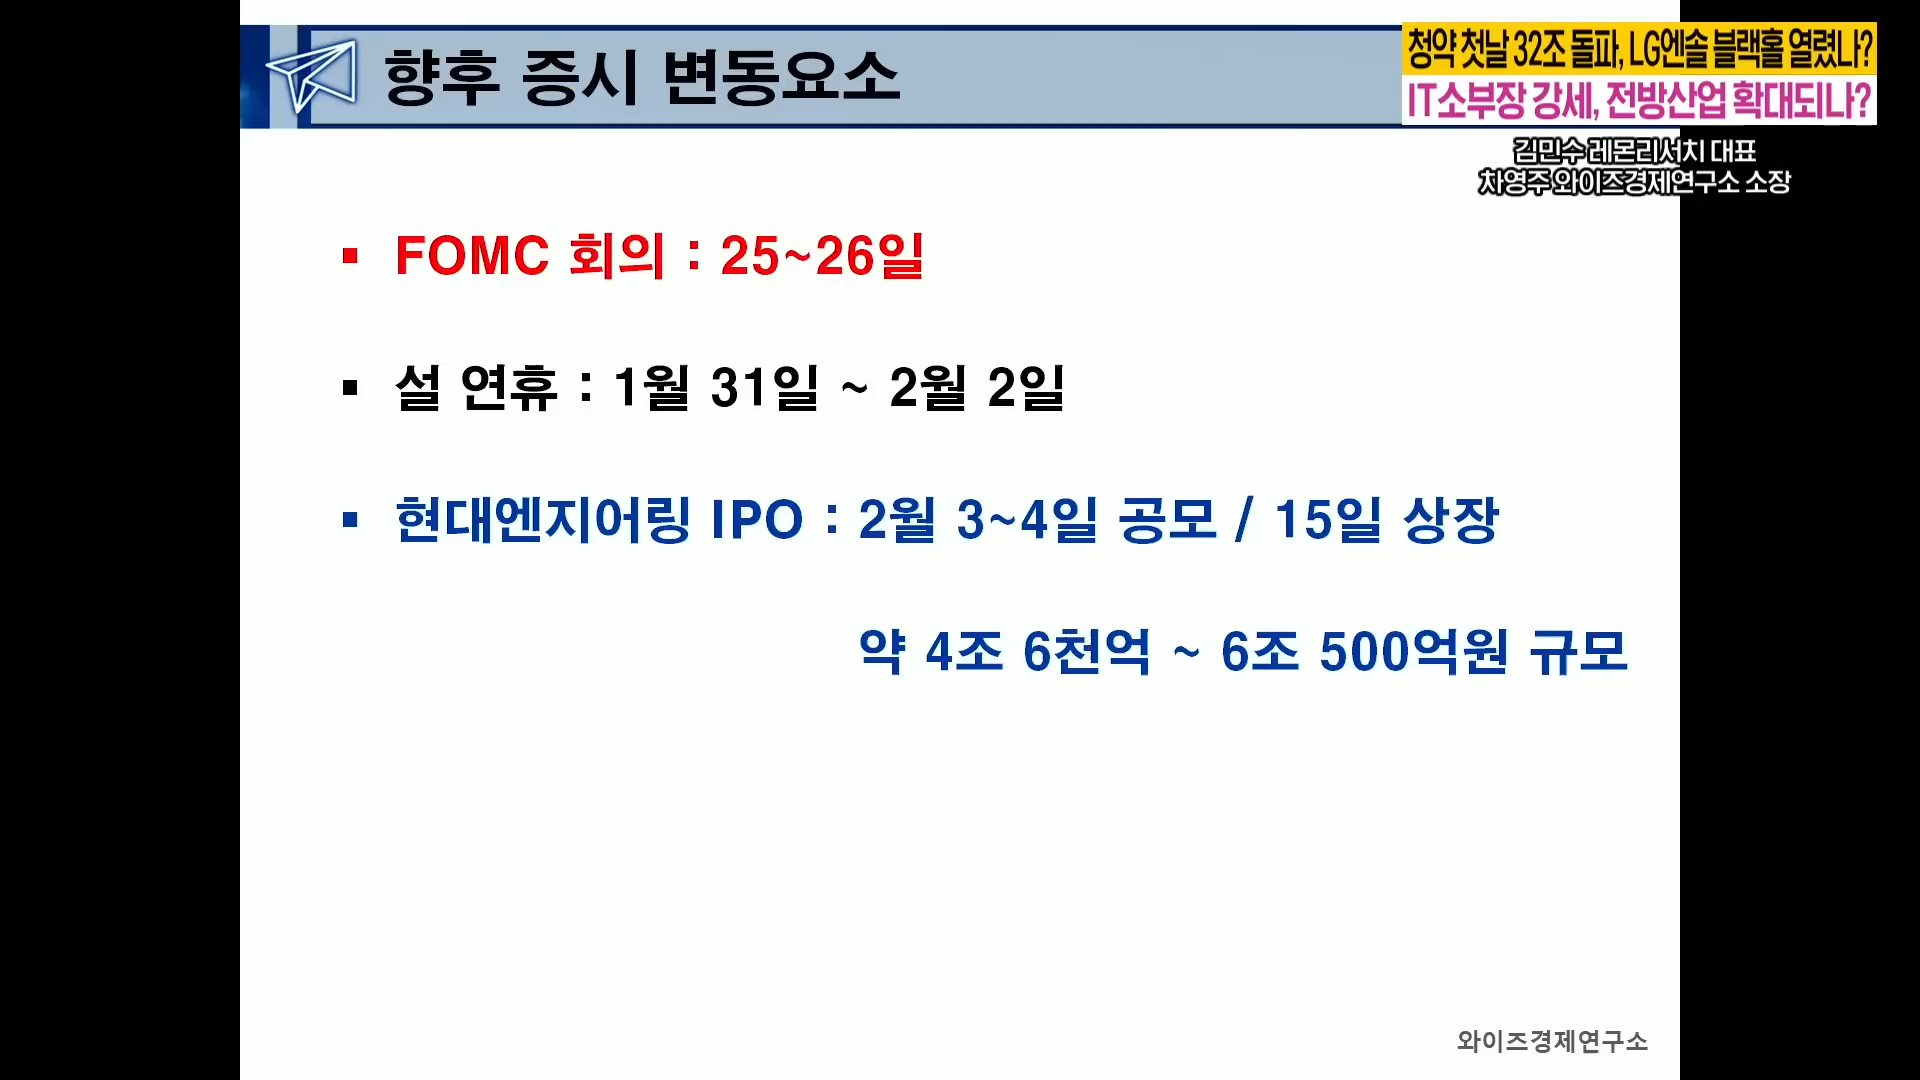 향후 증시 변동요소
청약 첫날 32조 돌파, LG엔솔 블랙홀 열렸나?
IT소부장 강세, 전방산업 확대되나?
김민수 레몬리서치 대표
차영주 와이즈경제연구소 소장
▪ FOMC 회의 : 25~26일
▪ 설 연휴 : 1월 31일 ~ 2월 2일
▪ 현대엔지어링 IPO : 2월 3~4일 공모 / 15일 상장
약 4조 6천억 ~ 6조 500억원 규모
와이즈경제연구소